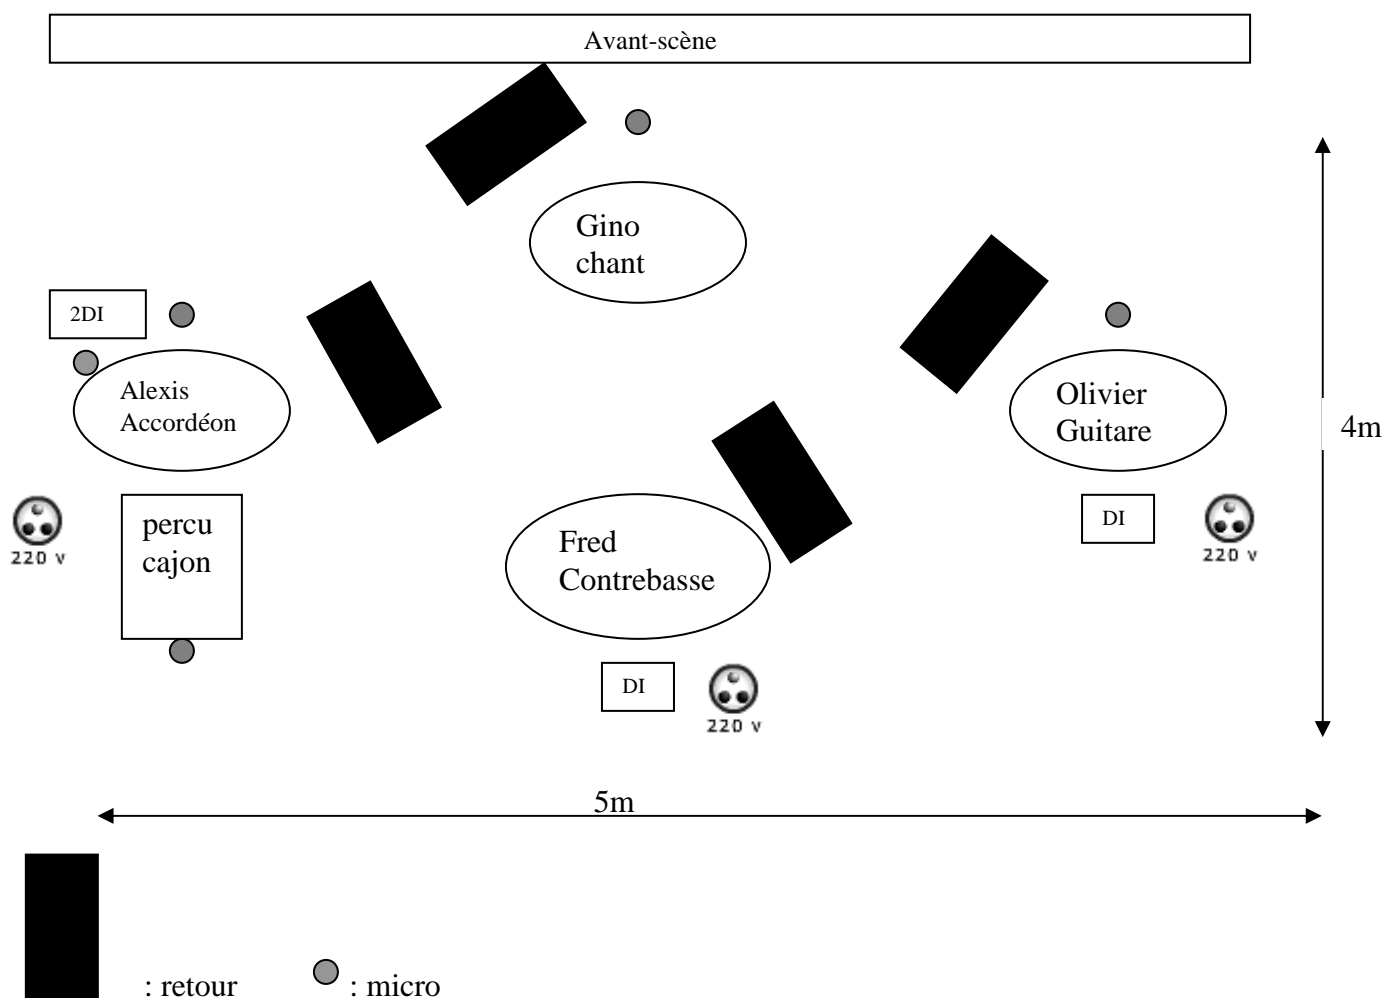 Avant-scène
Gino
chant
2DI
Alexis
Accordéon
Olivier
Guitare
4m
percu
cajon
220 v
Fred
Contrebasse
DI
220 v
DI
220 v
5m
: retour
: micro